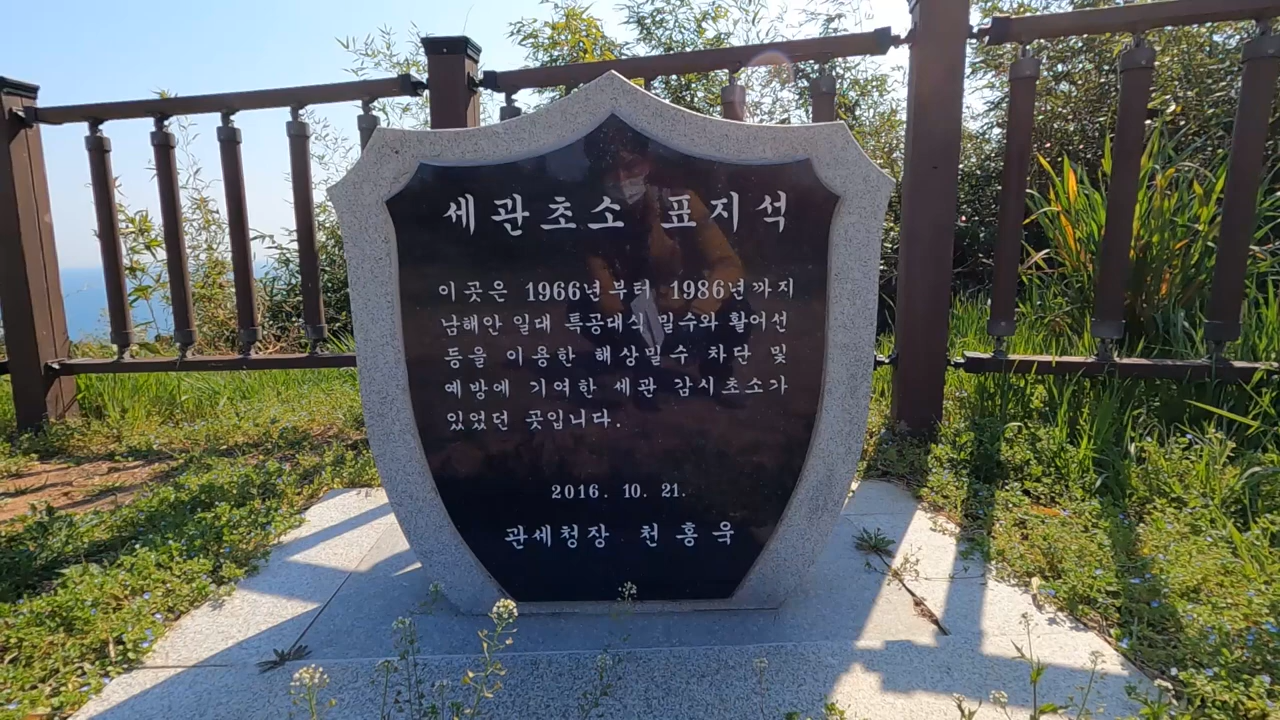 세관초소 표지석
이곳은 1966년부터 1986년까지
남해안 일대 특공대식 밀수와 활어선
등을 이용한 해상밀수 차단 및
예방에 기여한 세관 감시초소가
있었던 곳입니다.
2016. 10. 21.
관세청장 천홍욱